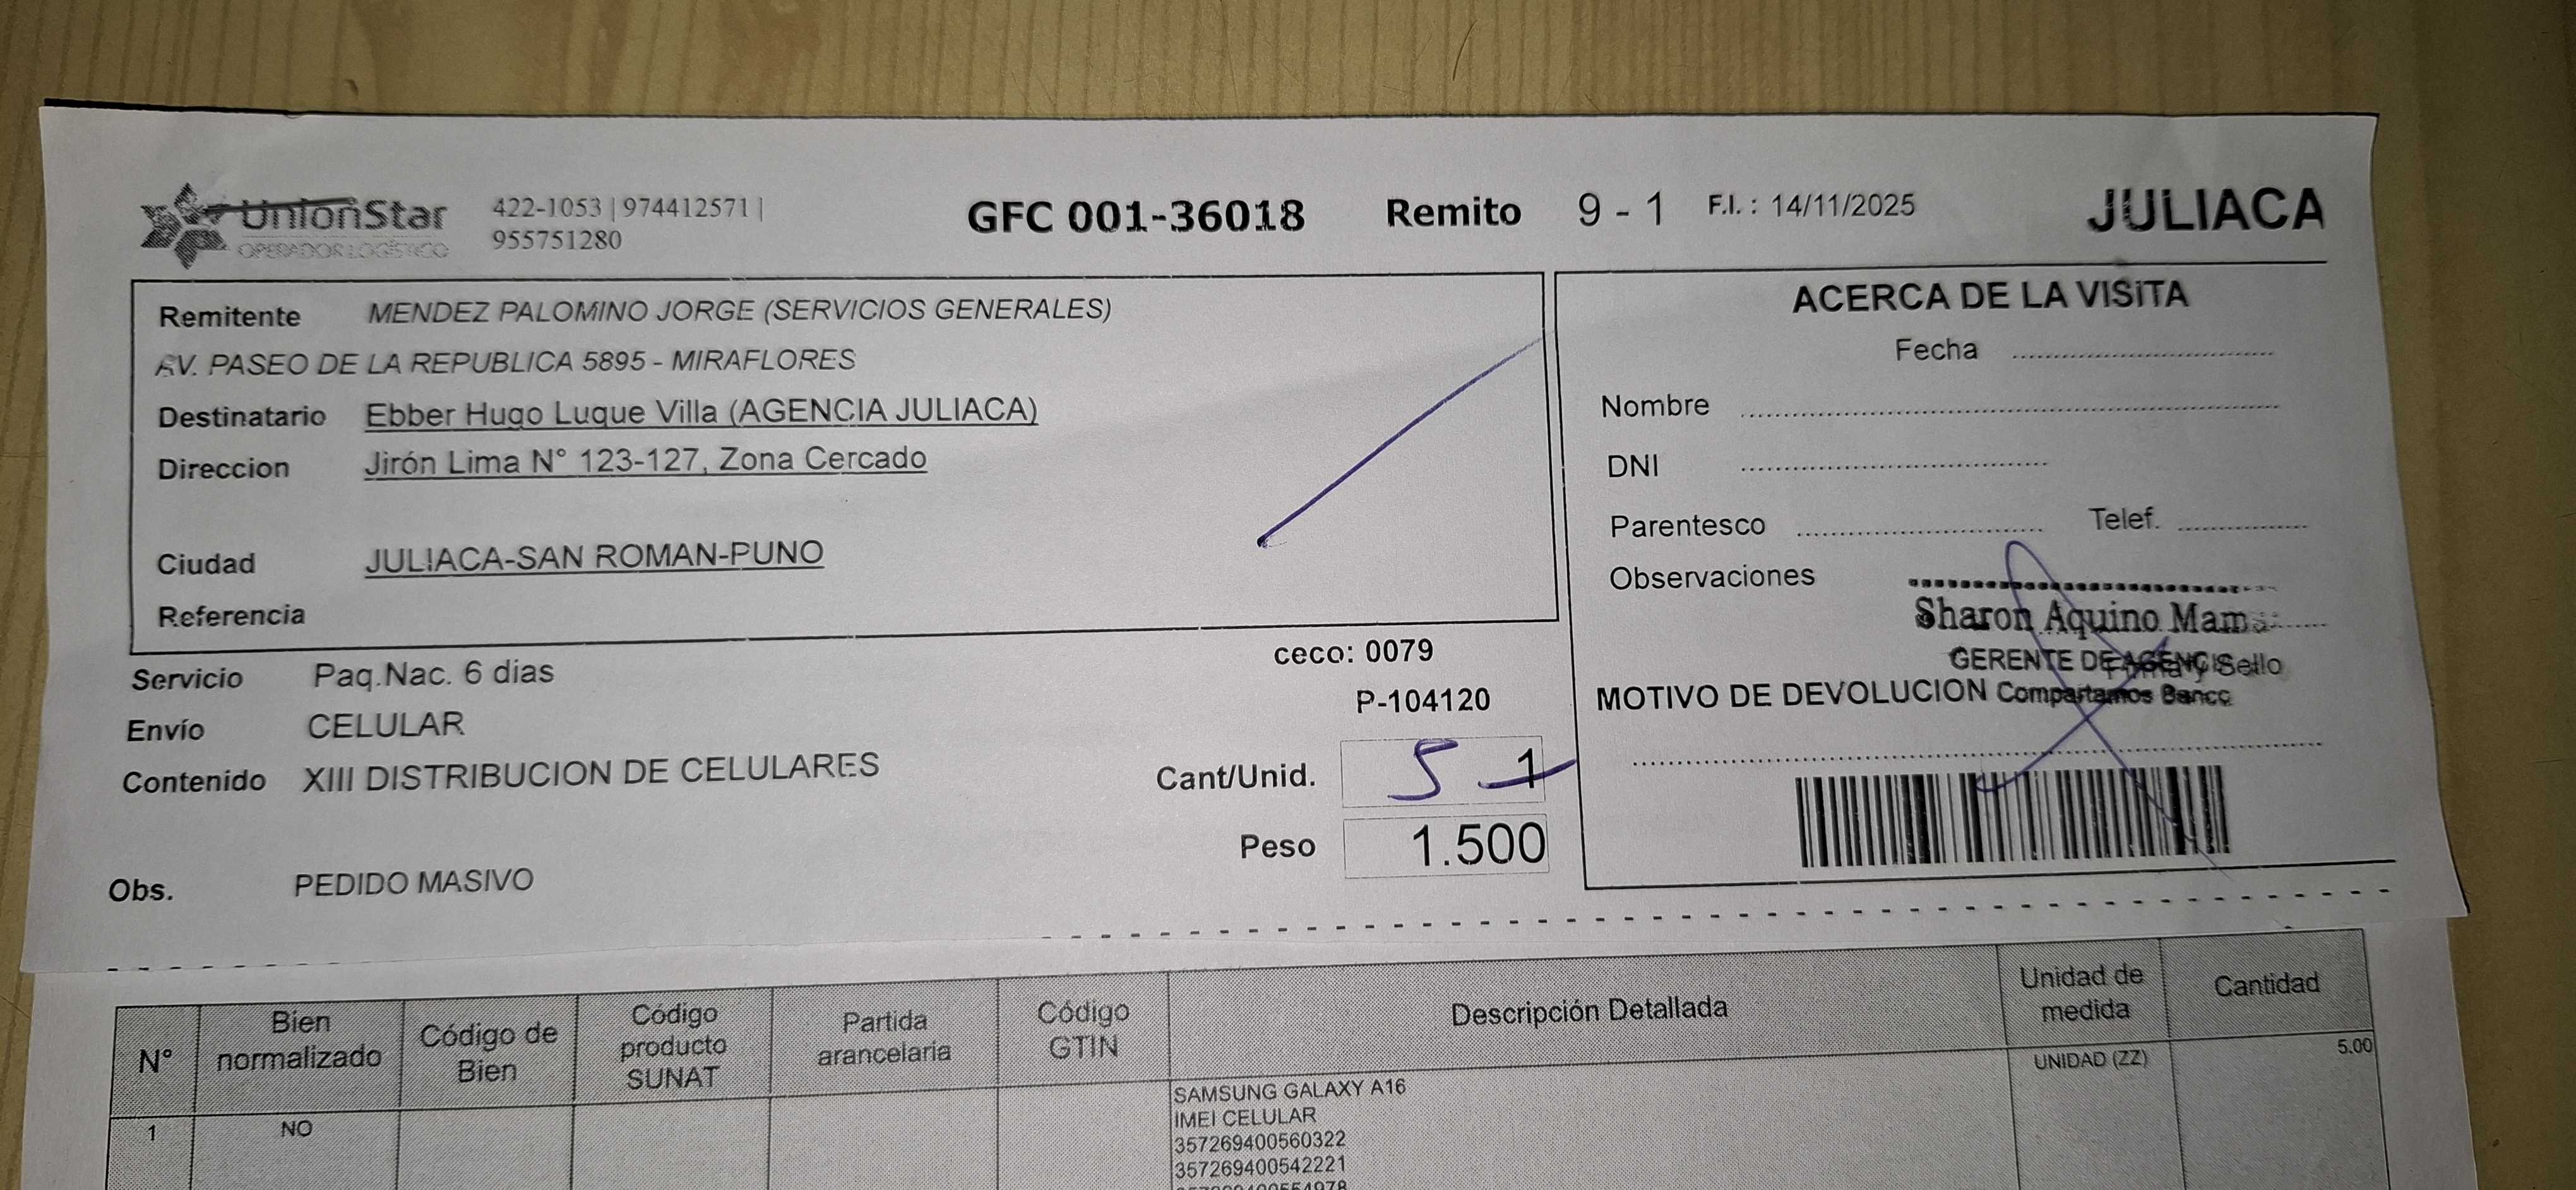 UnionStar
OPERADOR LOGÍSTICO
422-1053 | 974412571 |
955751280
GFC 001-36018 Remito 9 - 1 F.I. : 14/11/2025 JULIACA
Remitente MENDEZ PALOMINO JORGE (SERVICIOS GENERALES)
AV. PASEO DE LA REPUBLICA 5895 - MIRAFLORES
Destinatario Ebber Hugo Luque Villa (AGENCIA JULIACA)
Direccion Jirón Lima N° 123-127, Zona Cercado
Ciudad JULIACA-SAN ROMAN-PUNO
Referencia
ACERCA DE LA VISITA
Fecha
Nombre
DNI
Parentesco Telef.
Observaciones
Sharon Aquino
GERENTE DE AGENCIA
Firma y Sello
MOTIVO DE DEVOLUCION
Compartamos Banco
ceco: 0079
Servicio Paq.Nac. 6 dias
P-104120
Envío CELULAR
Contenido XIII DISTRIBUCION DE CELULARES
Cant/Unid. 5 1
Peso 1.500
Obs. PEDIDO MASIVO
N° Bien normalizado Código de Bien Código producto SUNAT Partida arancelaria Código GTIN Descripción Detallada Unidad de medida Cantidad
1 NO SAMSUNG GALAXY A16 UNIDAD (ZZ) 5.00
IMEI CELULAR
357269400560322
357269400542221